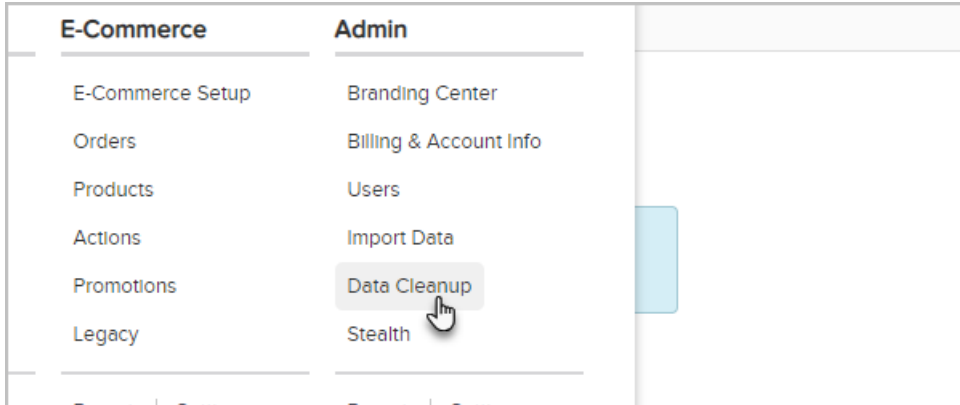 E-Commerce
E-Commerce Setup
Orders
Products
Actions
Promotions
Legacy
Admin
Branding Center
Billing & Account Info
Users
Import Data
Data Cleanup
Stealth